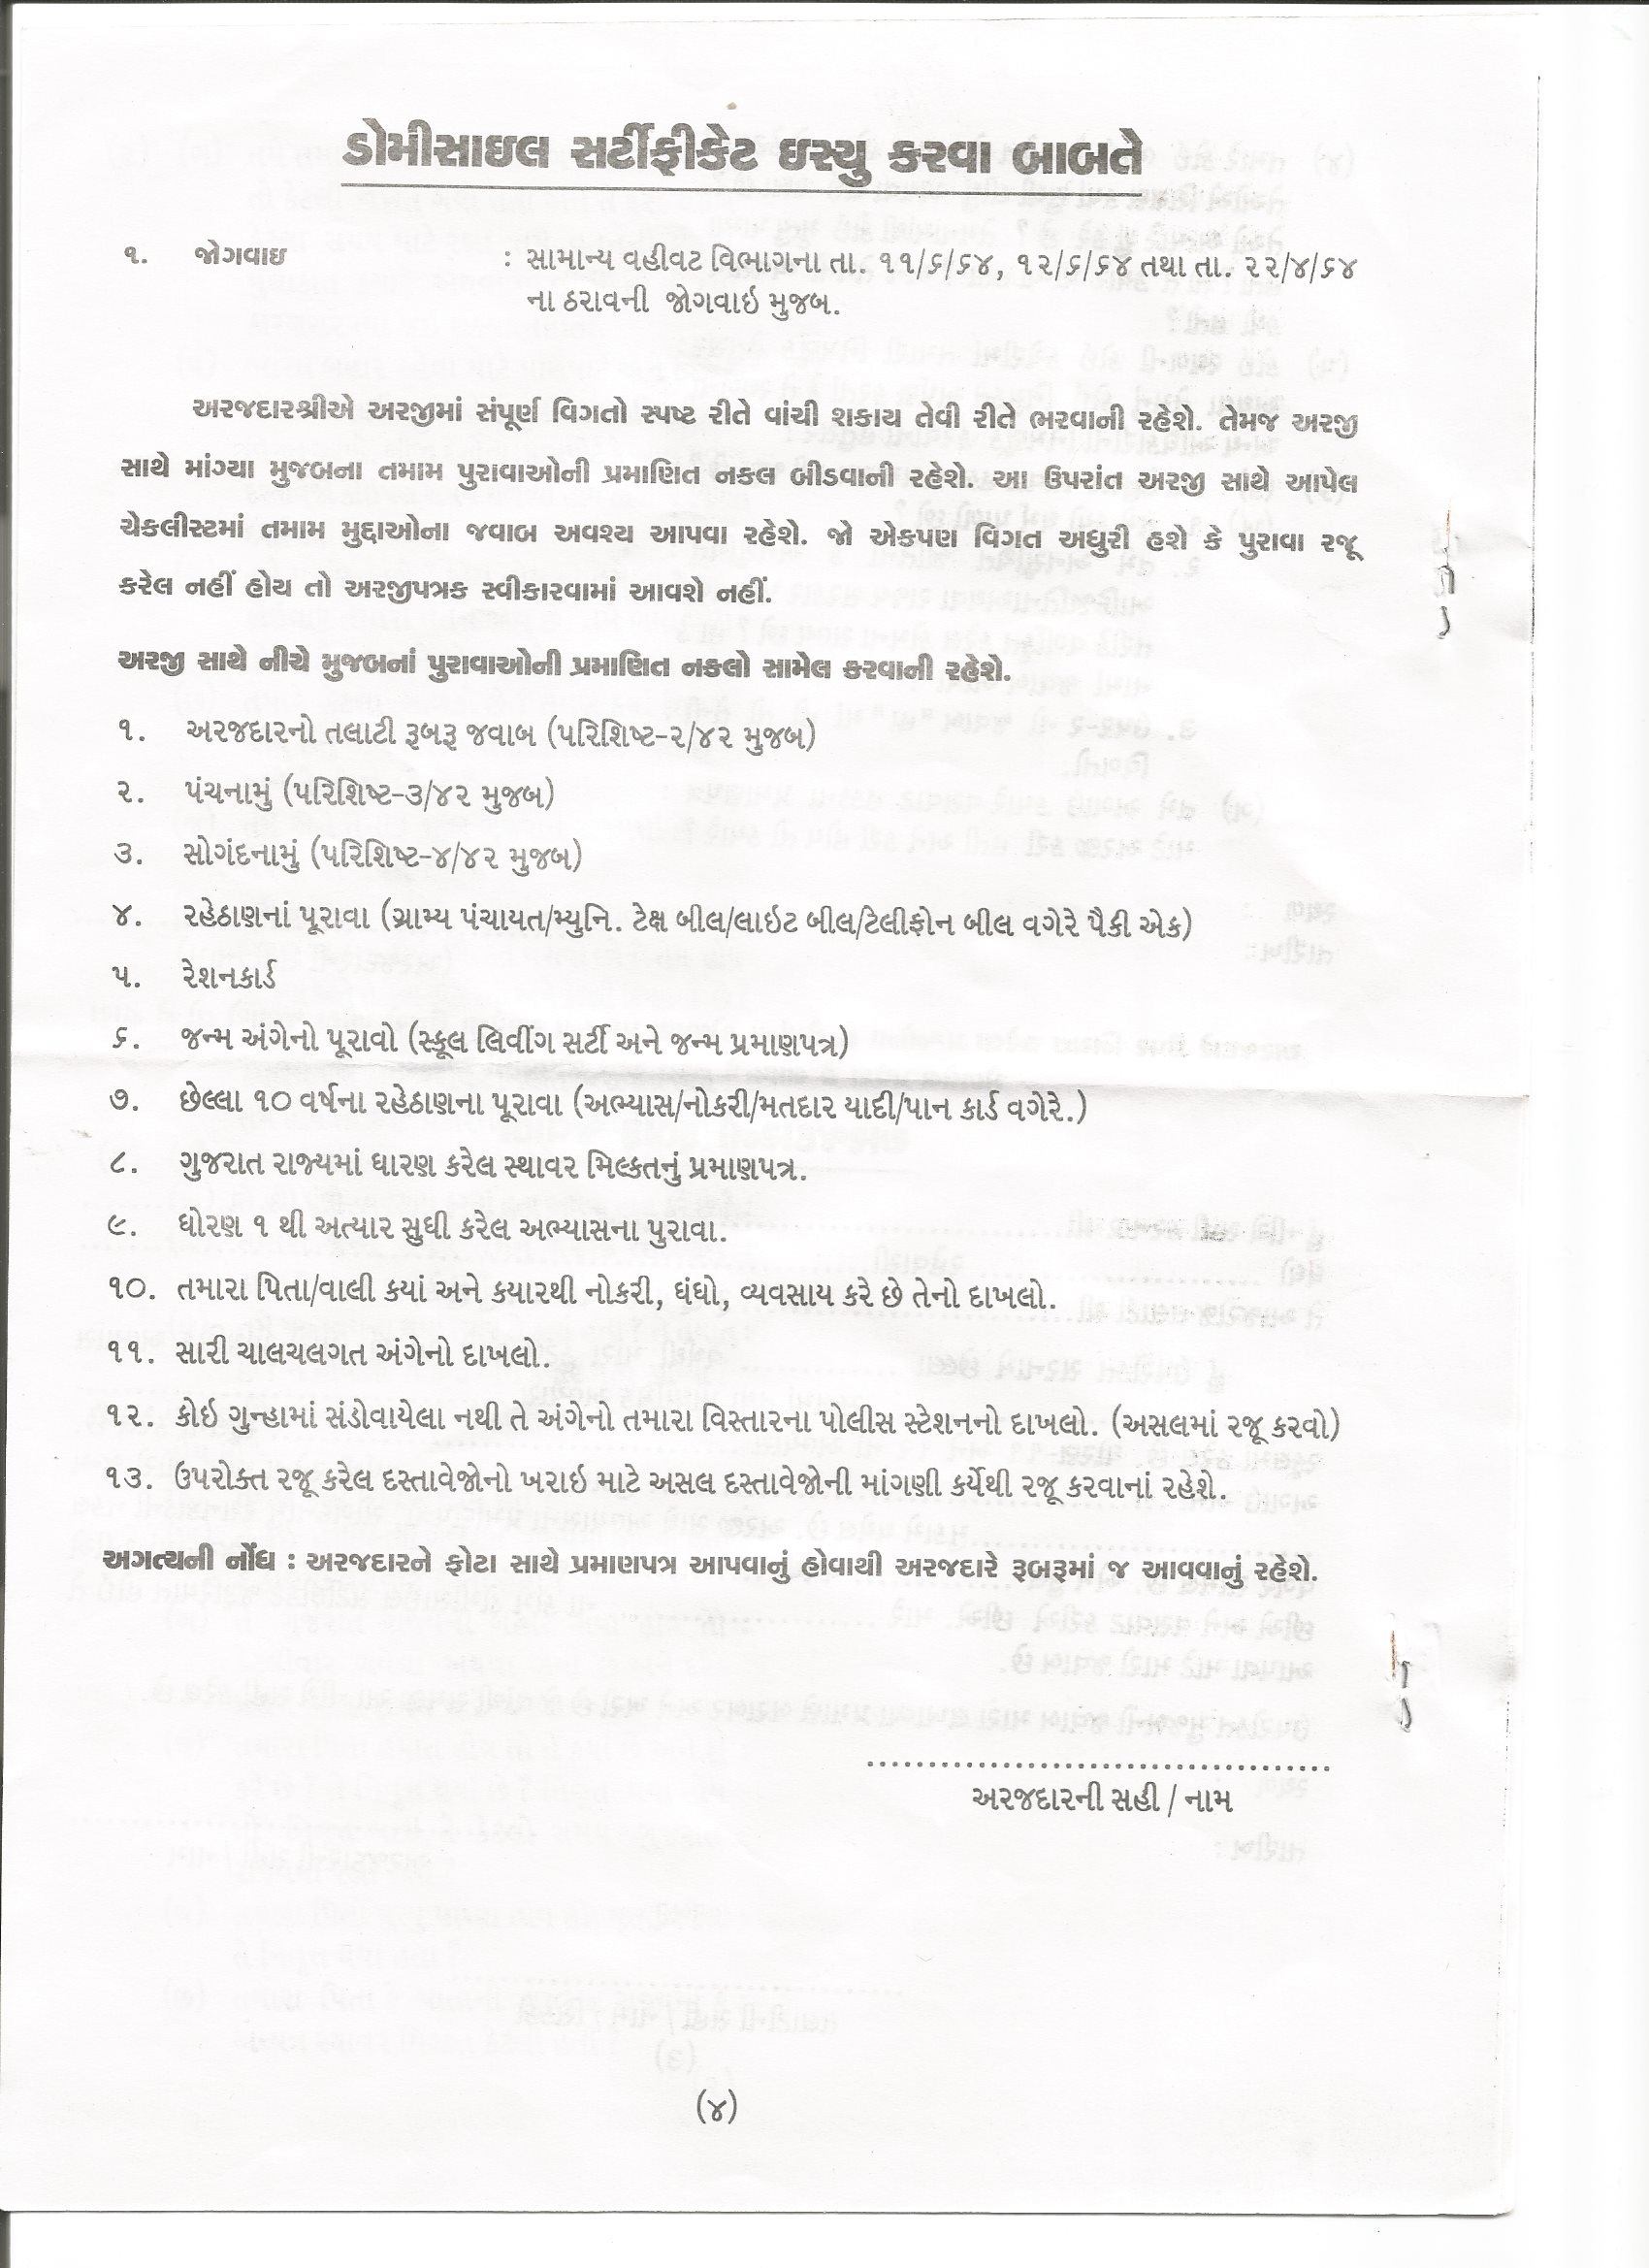 ડોમીસાઇલ સર્ટીફીકેટ ઇસ્યુ કરવા બાબતે
૧. જોગવાઇ : સામાન્ય વહીવટ વિભાગના તા. ૧૧/૬/૬૪, ૧૨/૬/૬૪ તથા તા. ૨૨/૪/૬૪
ના ઠરાવની જોગવાઇ મુજબ.
અરજદારશ્રીએ અરજીમાં સંપૂર્ણ વિગતો સ્પષ્ટ રીતે વાંચી શકાય તેવી રીતે ભરવાની રહેશે. તેમજ અરજી
સાથે માંગ્યા મુજબના તમામ પુરાવાઓની પ્રમાણિત નકલ બીડવાની રહેશે. આ ઉપરાંત અરજી સાથે આપેલ
ચેકલીસ્ટમાં તમામ મુદ્દાઓના જવાબ અવશ્ય આપવા રહેશે. જો એકપણ વિગત અધુરી હશે કે પુરાવા રજૂ
કરેલ નહીં હોય તો અરજીપત્રક સ્વીકારવામાં આવશે નહીં.
અરજી સાથે નીચે મુજબનાં પુરાવાઓની પ્રમાણિત નકલો સામેલ કરવાની રહેશે.
૧. અરજદારનો તલાટી રૂબરૂ જવાબ (પરિશિષ્ટ-૨/૪૨ મુજબ)
૨. પંચનામું (પરિશિષ્ટ-૩/૪૨ મુજબ)
૩. સોગંદનામું (પરિશિષ્ટ-૪/૪૨ મુજબ)
૪. રહેઠાણનાં પૂરાવા (ગ્રામ્ય પંચાયત/મ્યુનિ. ટેક્ષ બીલ/લાઇટ બીલ/ટેલીફોન બીલ વગેરે પૈકી એક)
૫. રેશનકાર્ડ
૬. જન્મ અંગેનો પૂરાવો (સ્કૂલ લિવીંગ સર્ટી અને જન્મ પ્રમાણપત્ર)
૭. છેલ્લા ૧૦ વર્ષના રહેઠાણના પૂરાવા (અભ્યાસ/નોકરી/મતદાર યાદી/પાન કાર્ડ વગેરે.)
૮. ગુજરાત રાજ્યમાં ધારણ કરેલ સ્થાવર મિલ્કતનું પ્રમાણપત્ર.
૯. ધોરણ ૧ થી અત્યાર સુધી કરેલ અભ્યાસના પુરાવા.
૧૦. તમારા પિતા/વાલી કયાં અને કયારથી નોકરી, ધંધો, વ્યવસાય કરે છે તેનો દાખલો.
૧૧. સારી ચાલચલગત અંગેનો દાખલો.
૧૨. કોઇ ગુન્હામાં સંડોવાયેલા નથી તે અંગેનો તમારા વિસ્તારના પોલીસ સ્ટેશનનો દાખલો. (અસલમાં રજૂ કરવો)
૧૩. ઉપરોક્ત રજૂ કરેલ દસ્તાવેજોનો ખરાઇ માટે અસલ દસ્તાવેજોની માંગણી કર્યેથી રજૂ કરવાનાં રહેશે.
અગત્યની નોંધ : અરજદારને ફોટા સાથે પ્રમાણપત્ર આપવાનું હોવાથી અરજદારે રૂબરૂમાં જ આવવાનું રહેશે.
અરજદારની સહી / નામ
(૪)